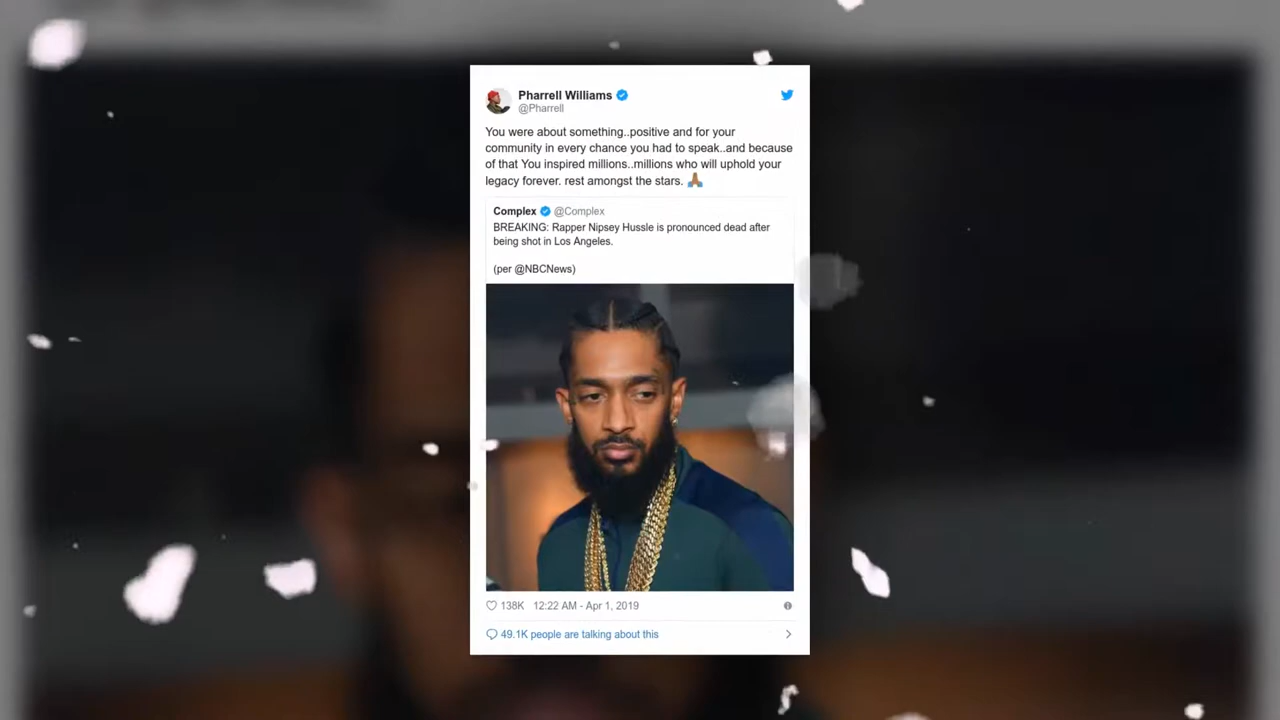 Pharrell Williams
@Pharrell
You were about something..positive and for your
community in every chance you had to speak..and because
of that You inspired millions..millions who will uphold your
legacy forever. rest amongst the stars. 🙏🏾
Complex @Complex
BREAKING: Rapper Nipsey Hussle is pronounced dead after
being shot in Los Angeles.
(per @NBCNews)
138K 12:22 AM - Apr 1, 2019
49.1K people are talking about this